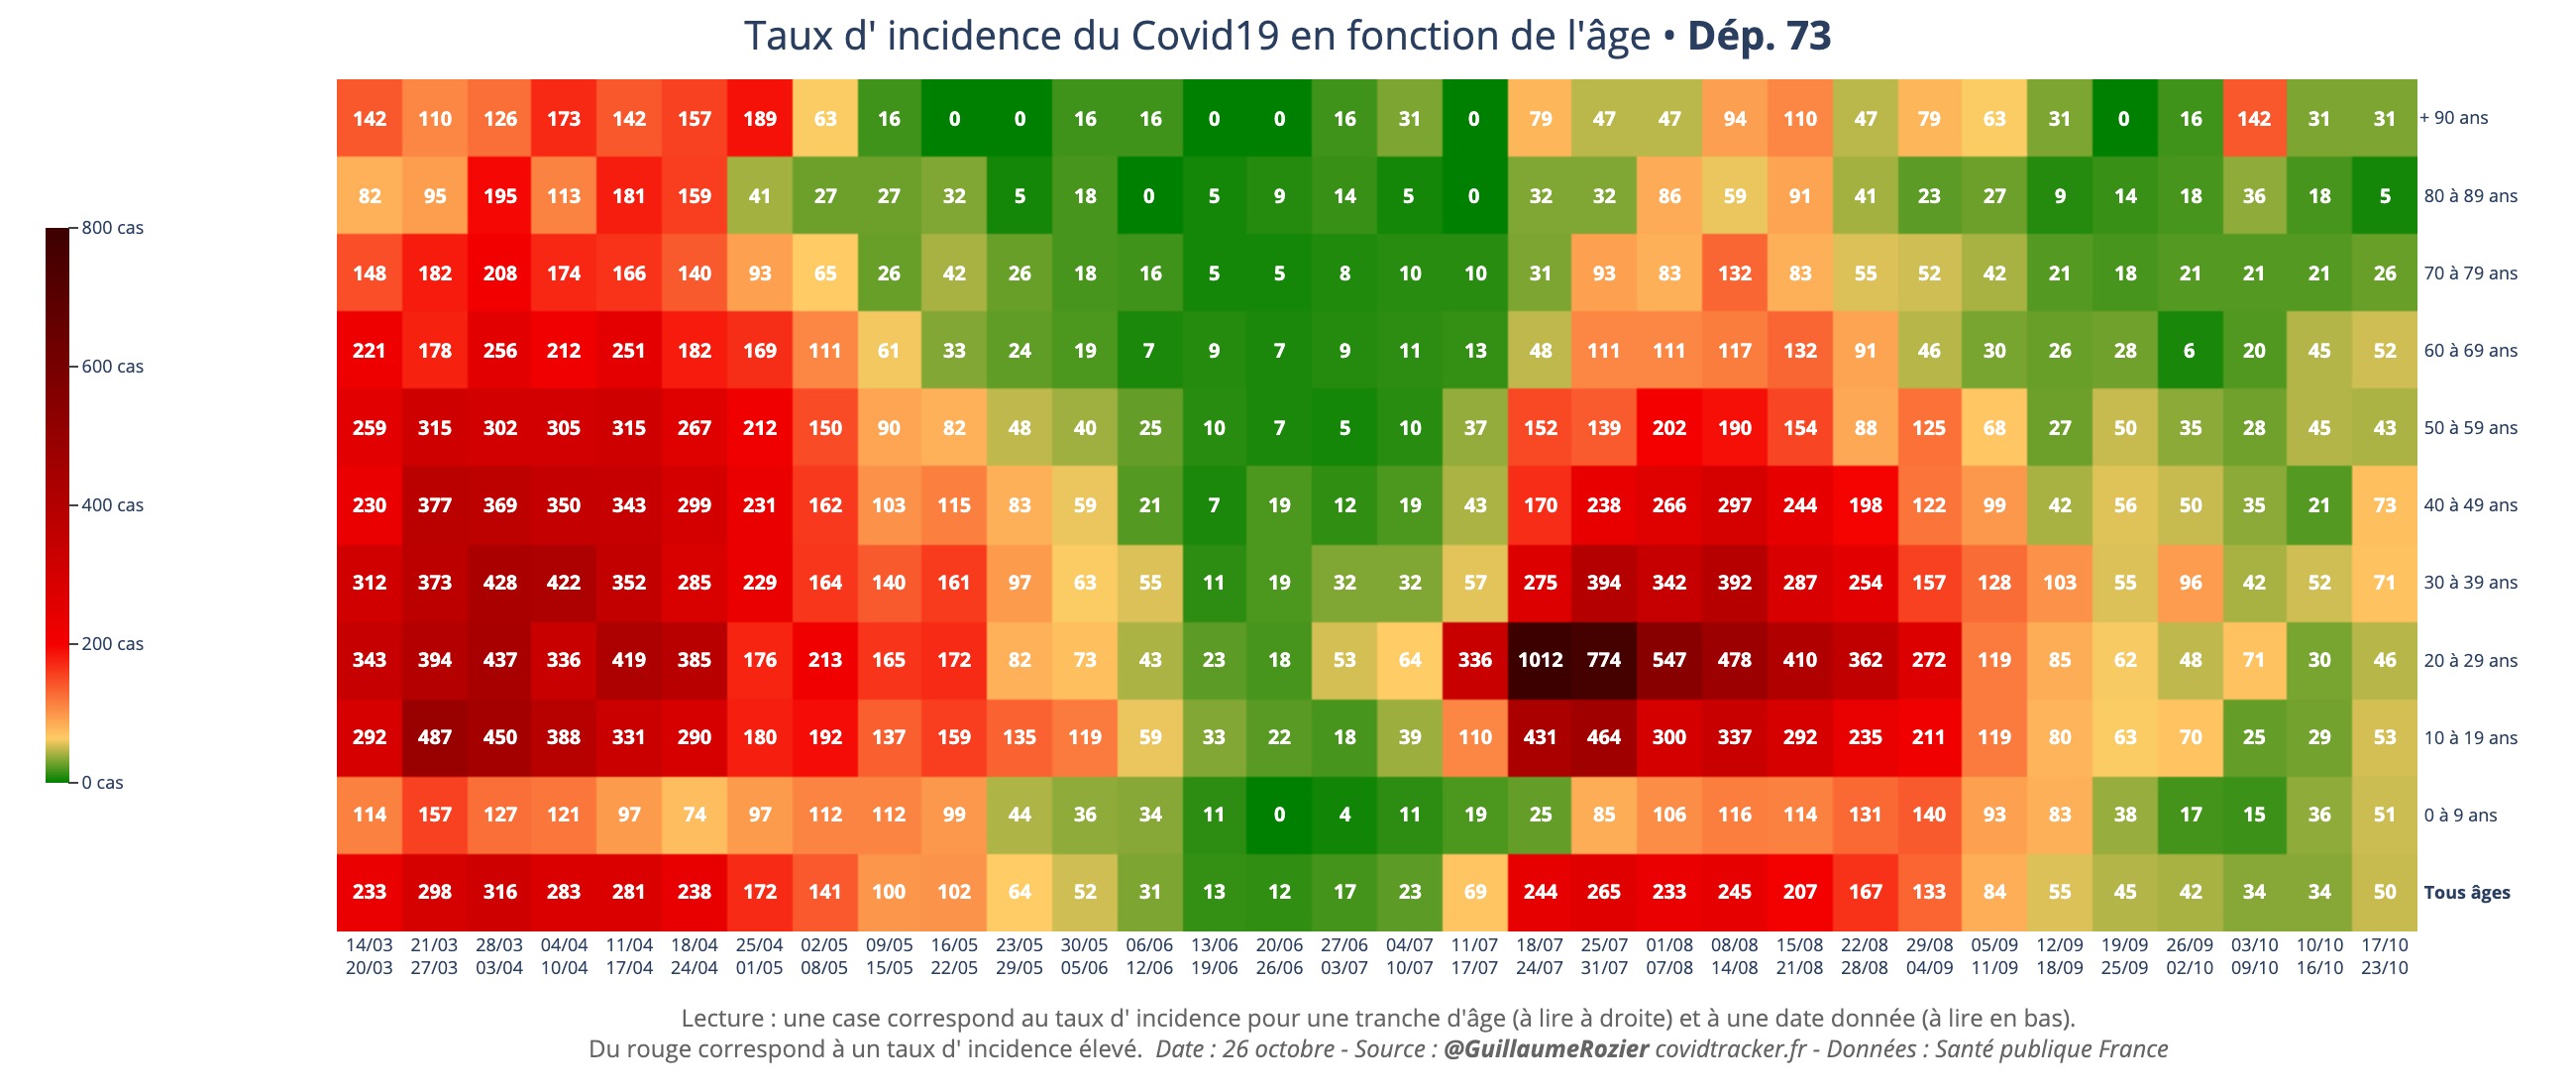 Taux d' incidence du Covid19 en fonction de l'âge • Dép. 73
142 110 126 173 142 157 189 63 16 0 0 16 16 0 0 16 31 0 79 47 47 94 110 47 79 63 31 0 16 142 31 31 + 90 ans
82 95 195 113 181 159 41 27 27 32 5 18 0 5 9 14 5 0 32 32 86 59 91 41 23 27 9 14 18 36 18 5 80 à 89 ans
800 cas
148 182 208 174 166 140 93 65 26 42 26 18 16 5 5 8 10 10 31 93 83 132 83 55 52 42 21 18 21 21 21 26 70 à 79 ans
221 178 256 212 251 182 169 111 61 33 24 19 7 9 7 9 11 13 48 111 111 117 132 91 46 30 26 28 6 20 45 52 60 à 69 ans
600 cas
259 315 302 305 315 267 212 150 90 82 48 40 25 10 7 5 10 37 152 139 202 190 154 88 125 68 27 50 35 28 45 43 50 à 59 ans
400 cas
230 377 369 350 343 299 231 162 103 115 83 59 21 7 19 12 19 43 170 238 266 297 244 198 122 99 42 56 50 35 21 73 40 à 49 ans
312 373 428 422 352 285 229 164 140 161 97 63 55 11 19 32 32 57 275 394 342 392 287 254 157 128 103 55 96 42 52 71 30 à 39 ans
200 cas
343 394 437 336 419 385 176 213 165 172 82 73 43 23 18 53 64 336 1012 774 547 478 410 362 272 119 85 62 48 71 30 46 20 à 29 ans
292 487 450 388 331 290 180 192 137 159 135 119 59 33 22 18 39 110 431 464 300 337 292 235 211 119 80 63 70 25 29 53 10 à 19 ans
0 cas
114 157 127 121 97 74 97 112 112 99 44 36 34 11 0 4 11 19 25 85 106 116 114 131 140 93 83 38 17 15 36 51 0 à 9 ans
233 298 316 283 281 238 172 141 100 102 64 52 31 13 12 17 23 69 244 265 233 245 207 167 133 84 55 45 42 34 34 50 Tous âges
14/03 21/03 28/03 04/04 11/04 18/04 25/04 02/05 09/05 16/05 23/05 30/05 06/06 13/06 20/06 27/06 04/07 11/07 18/07 25/07 01/08 08/08 15/08 22/08 29/08 05/09 12/09 19/09 26/09 03/10 10/10 17/10
20/03 27/03 03/04 10/04 17/04 24/04 01/05 08/05 15/05 22/05 29/05 05/06 12/06 19/06 26/06 03/07 10/07 17/07 24/07 31/07 07/08 14/08 21/08 28/08 04/09 11/09 18/09 25/09 02/10 09/10 16/10 23/10
Lecture : une case correspond au taux d' incidence pour une tranche d'âge (à lire à droite) et à une date donnée (à lire en bas).
Du rouge correspond à un taux d' incidence élevé. Date : 26 octobre - Source : @GuillaumeRozier covidtracker.fr - Données : Santé publique France